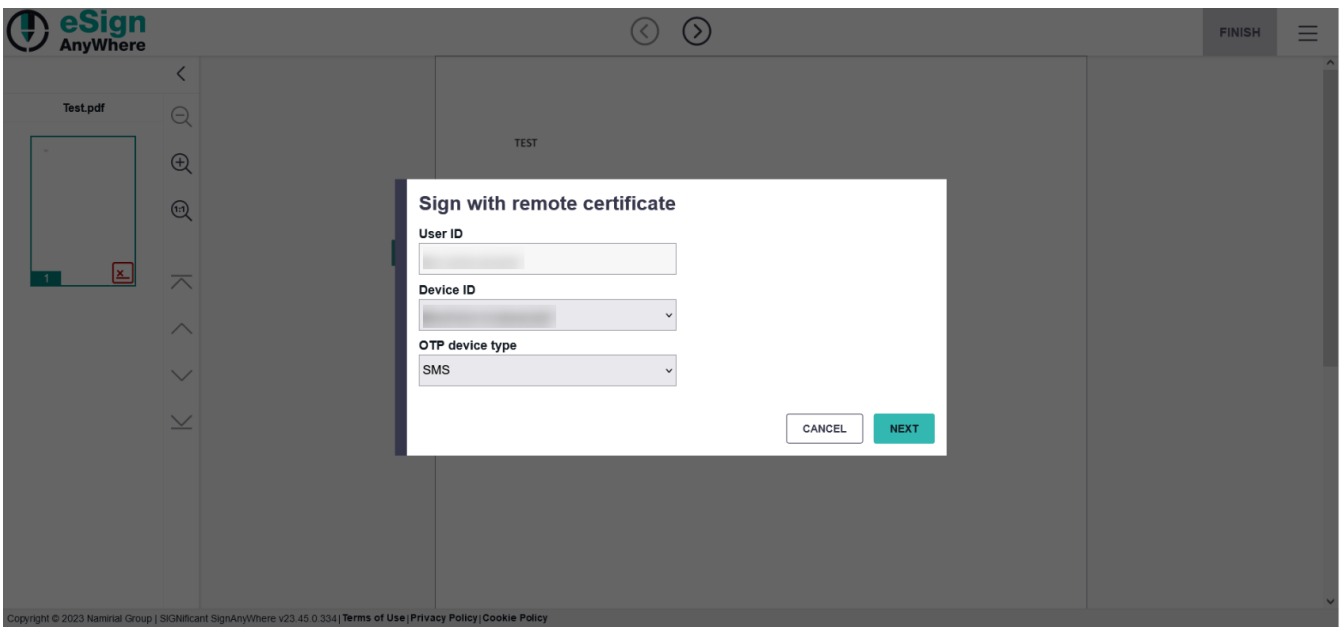 eSign
AnyWhere
FINISH
Test.pdf
1:1
TEST
1
x
Sign with remote certificate
User ID
Device ID
OTP device type
SMS
CANCEL
NEXT
Copyright © 2023 Namirial Group | SIGNificant SignAnyWhere v23.45.0.334 | Terms of Use | Privacy Policy | Cookie Policy